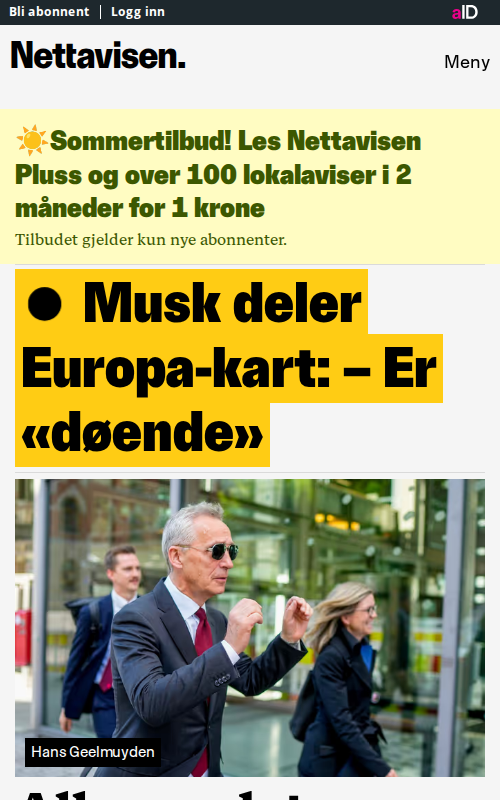 Bli abonnent | Logg inn
aID
Nettavisen.
Meny
☀️Sommertilbud! Les Nettavisen
Pluss og over 100 lokalaviser i 2
måneder for 1 krone
Tilbudet gjelder kun nye abonnenter.
● Musk deler
Europa-kart: – Er
«døende»
Hans Geelmuyden